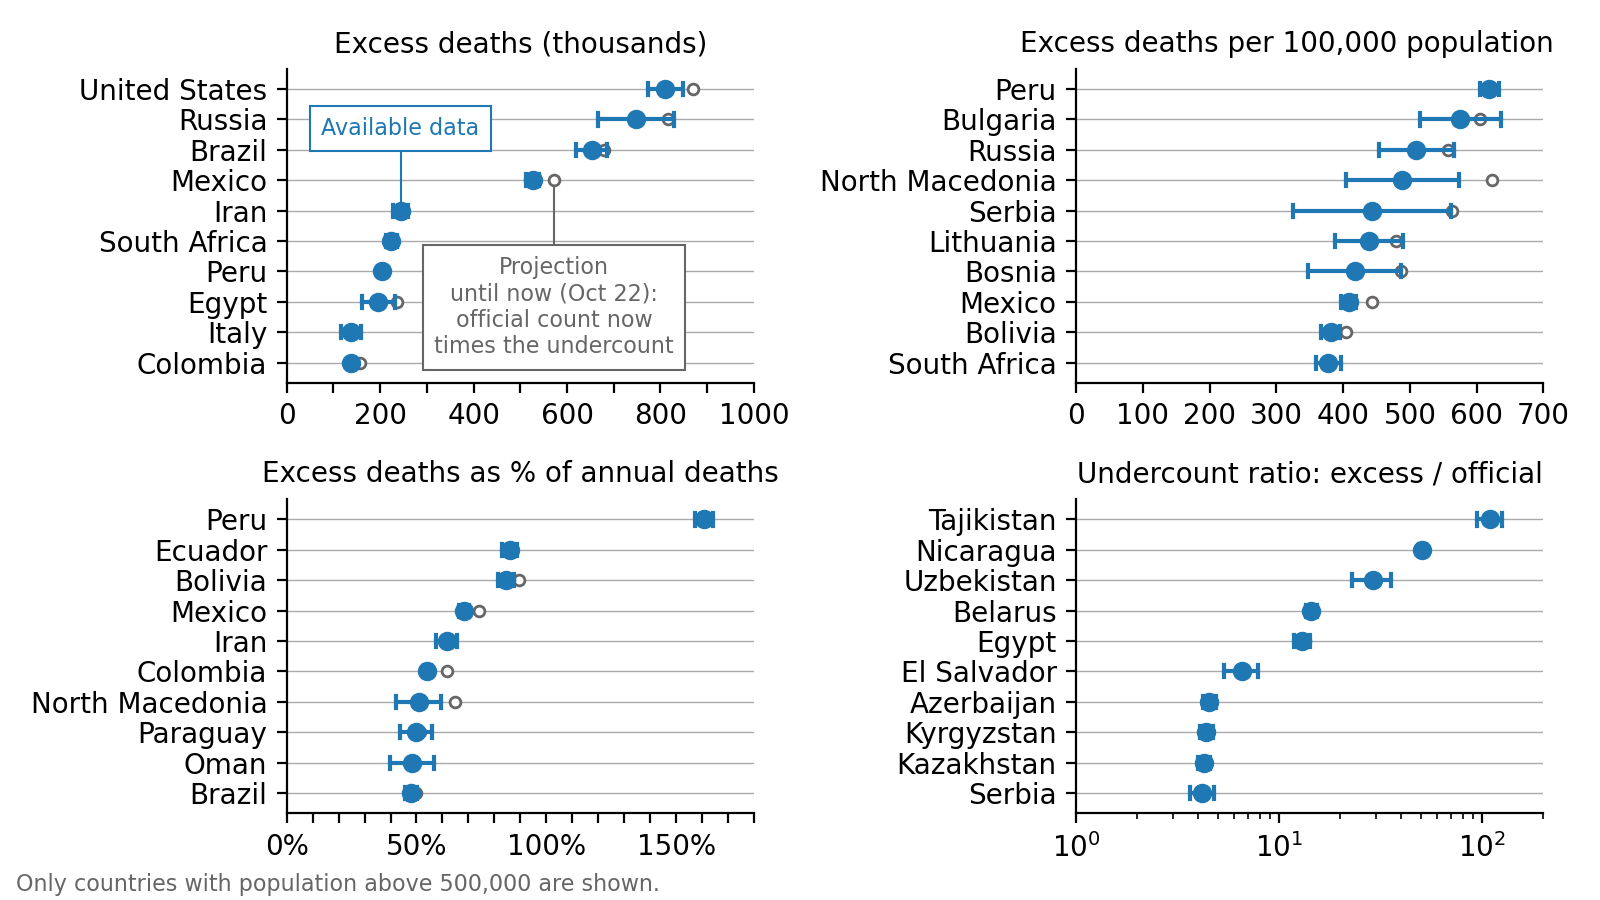 Excess deaths (thousands)
United States
Russia
Brazil
Mexico
Iran
South Africa
Peru
Egypt
Italy
Colombia
Available data
Projection
until now (Oct 22):
official count now
times the undercount
0 200 400 600 800 1000
Excess deaths per 100,000 population
Peru
Bulgaria
Russia
North Macedonia
Serbia
Lithuania
Bosnia
Mexico
Bolivia
South Africa
0 100 200 300 400 500 600 700
Excess deaths as % of annual deaths
Peru
Ecuador
Bolivia
Mexico
Iran
Colombia
North Macedonia
Paraguay
Oman
Brazil
0% 50% 100% 150%
Undercount ratio: excess / official
Tajikistan
Nicaragua
Uzbekistan
Belarus
Egypt
El Salvador
Azerbaijan
Kyrgyzstan
Kazakhstan
Serbia
10⁰ 10¹ 10²
Only countries with population above 500,000 are shown.